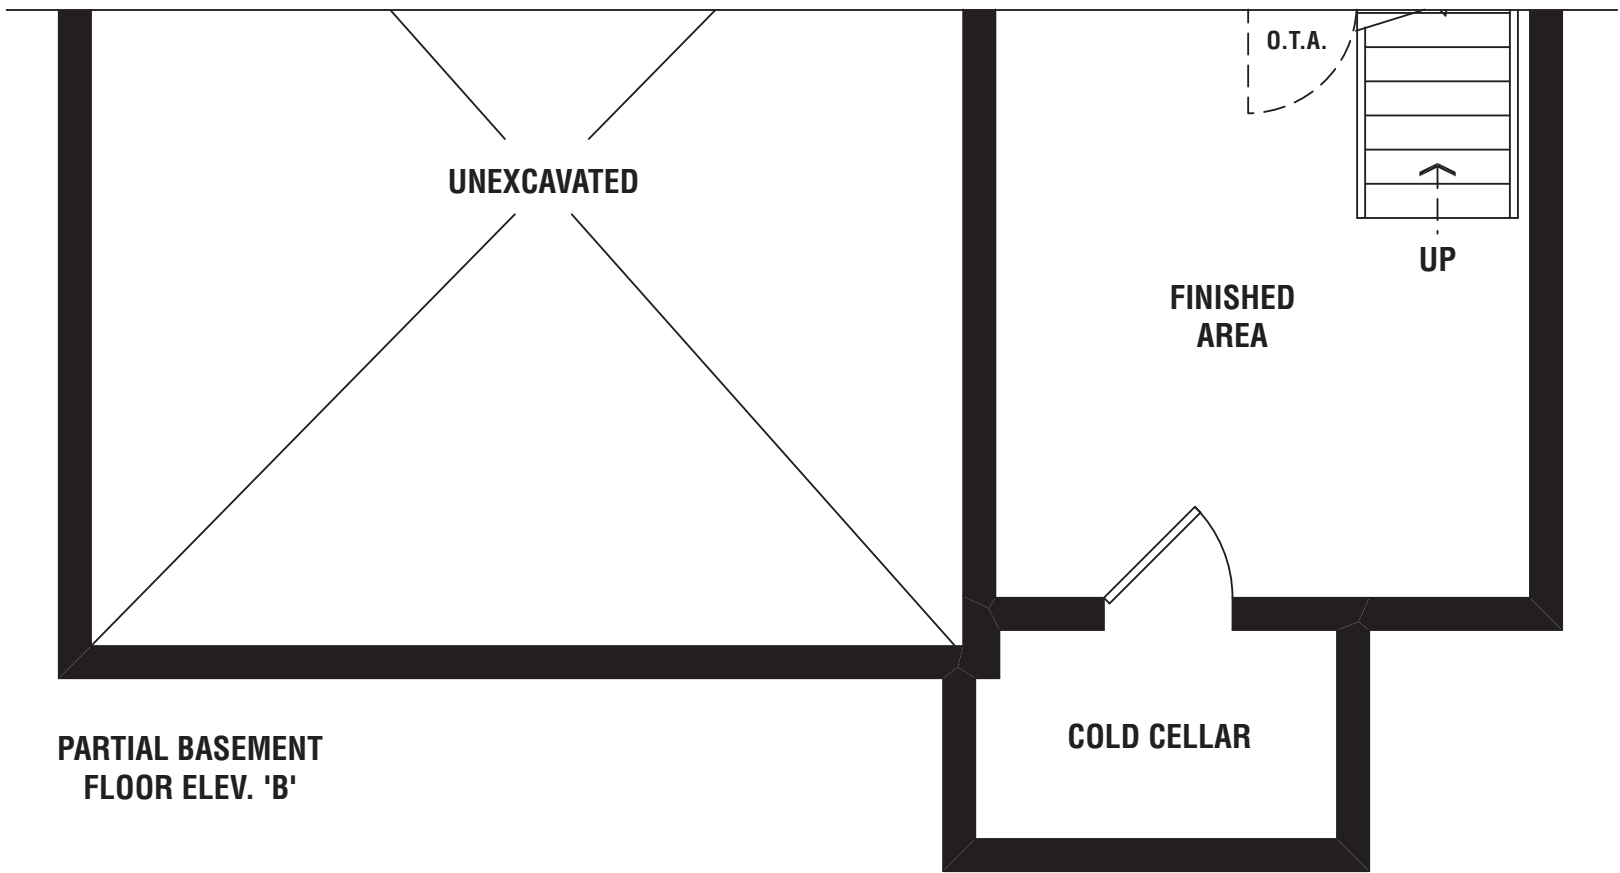 O.T.A.
UNEXCAVATED
UP
FINISHED
AREA
COLD CELLAR
PARTIAL BASEMENT
FLOOR ELEV. 'B'